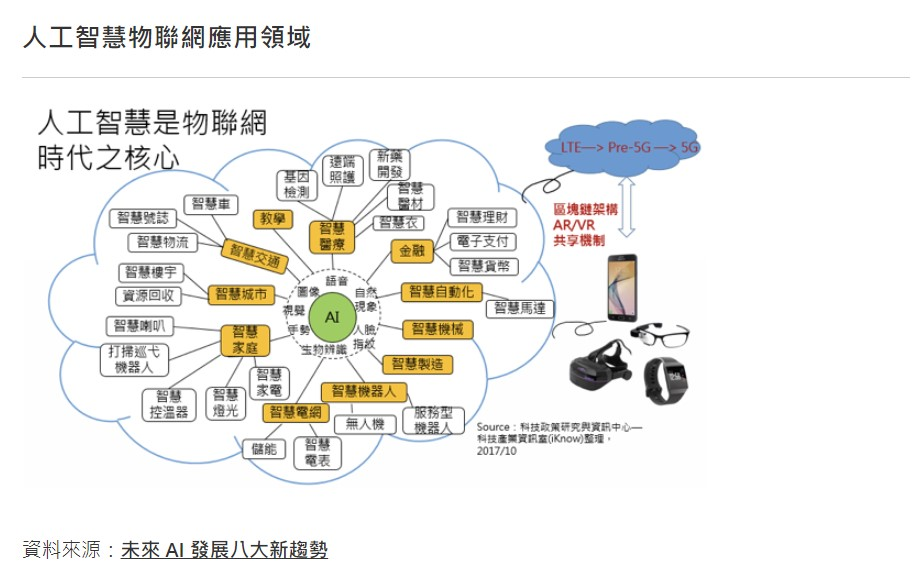 人工智慧物聯網應用領域
人工智慧是物聯網
時代之核心
LTE—> Pre-5G —> 5G
區塊鏈架構
AR/VR
共享機制
基因
檢測
遠端
照護
新藥
開發
智慧
醫材
智慧衣
智慧
醫療
教學
智慧車
智慧號誌
智慧物流
智慧交通
金融
智慧理財
電子支付
智慧貨幣
智慧樓宇
資源回收
智慧城市
智慧自動化
智慧馬達
智慧機械
智慧製造
智慧喇叭
打掃巡弋
機器人
智慧
家庭
智慧
控溫器
智慧
燈光
智慧
家電
智慧電網
儲能
智慧
電表
智慧機器人
無人機
服務型
機器人
AI
語音
圖像
自然
現象
視覺
手勢
人臉
指紋
生物辨識
Source：科技政策研究與資訊中心—
科技產業資訊室(iKnow)整理，
2017/10
資料來源：未來 AI 發展八大新趨勢